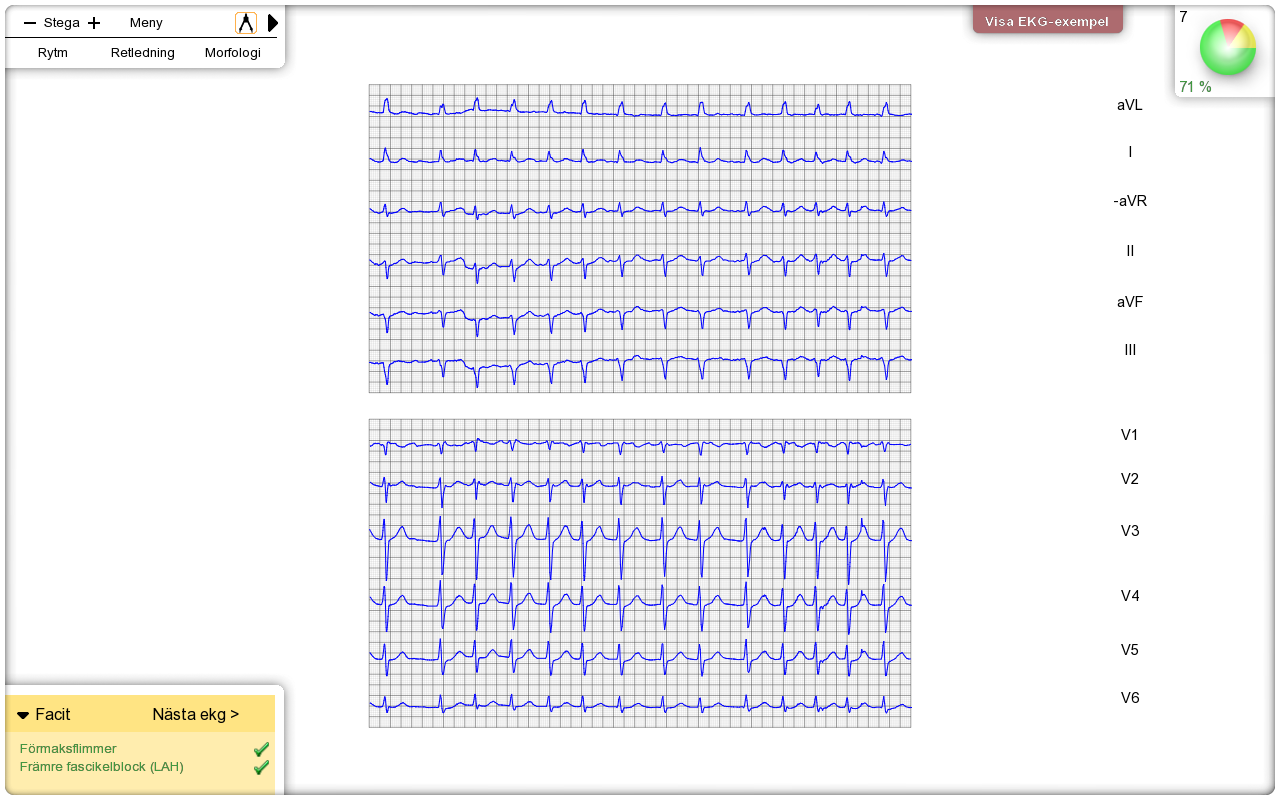 − Stega + Meny
Rytm Retledning Morfologi
Visa EKG-exempel
7
71 %
aVL
I
-aVR
II
aVF
III
V1
V2
V3
V4
V5
V6
Facit Nästa ekg >
Förmaksflimmer
Främre fascikelblock (LAH)